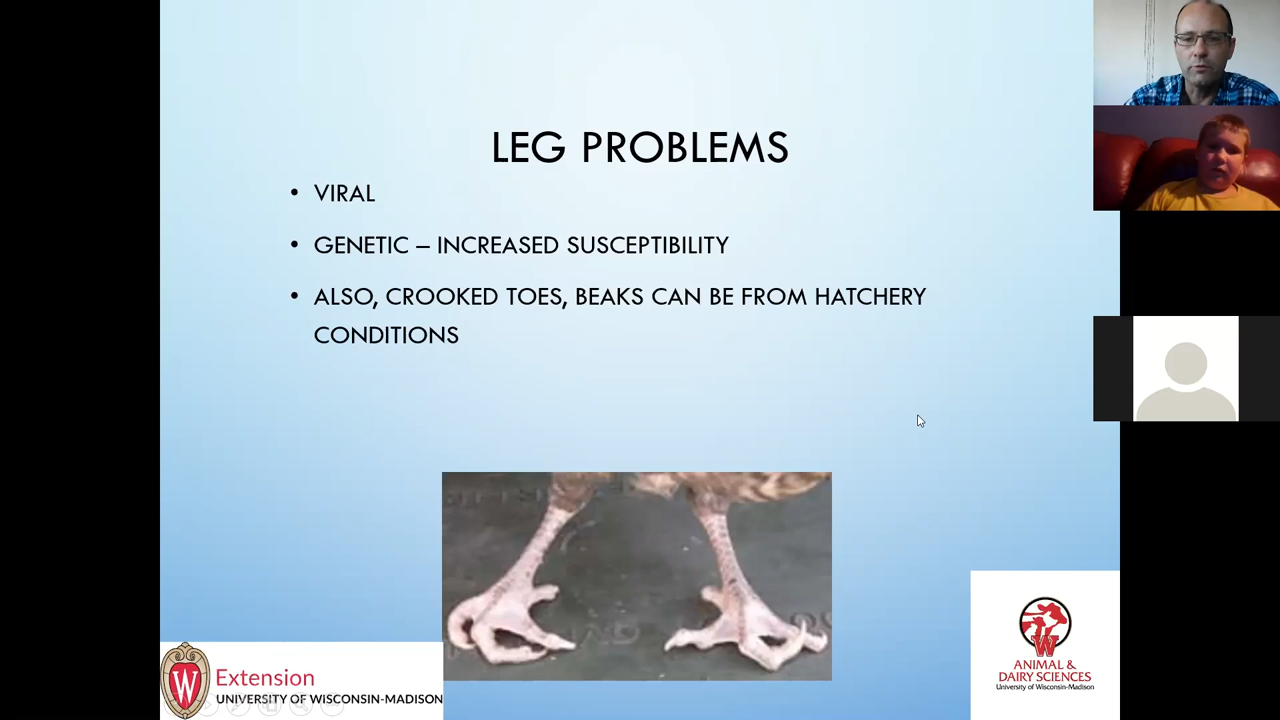 LEG PROBLEMS
• VIRAL
• GENETIC – INCREASED SUSCEPTIBILITY
• ALSO, CROOKED TOES, BEAKS CAN BE FROM HATCHERY
CONDITIONS
W
Extension
UNIVERSITY OF WISCONSIN-MADISON
W
ANIMAL &
DAIRY SCIENCES
University of Wisconsin-Madison